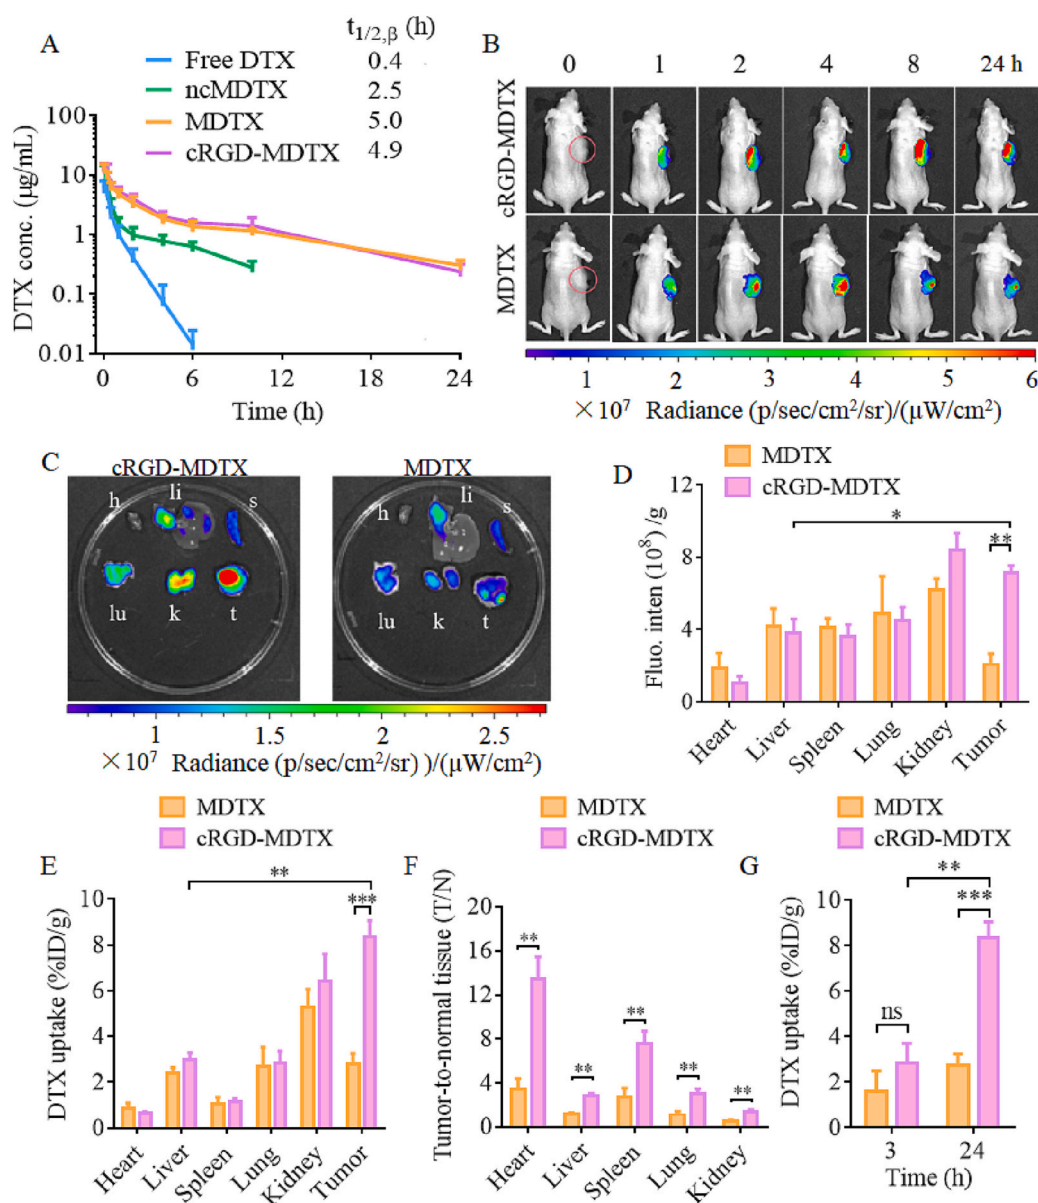 A
t1/2,β (h)
Free DTX 0.4
ncMDTX 2.5
MDTX 5.0
cRGD-MDTX 4.9
DTX conc. (μg/mL)
100
10
1
0.1
0.01
0 6 12 18 24
Time (h)
B
0 1 2 4 8 24 h
cRGD-MDTX
MDTX
1 2 3 4 5 6
×10⁷ Radiance (p/sec/cm²/sr)/(μW/cm²)
C
cRGD-MDTX MDTX
h li s
lu k t
h li s
lu k t
1 1.5 2 2.5
×10⁷ Radiance (p/sec/cm²/sr) )/(μW/cm²)
D
MDTX
cRGD-MDTX
Fluo. inten (10⁸) /g
12
8
4
0
*
**
Heart Liver Spleen Lung Kidney Tumor
E
MDTX
cRGD-MDTX
DTX uptake (%ID/g)
10
8
6
4
2
0
**
***
Heart Liver Spleen Lung Kidney Tumor
F
MDTX
cRGD-MDTX
Tumor-to-normal tissue (T/N)
20
16
12
8
4
0
** ** ** ** **
Heart Liver Spleen Lung Kidney
G
MDTX
cRGD-MDTX
DTX uptake (%ID/g)
10
8
6
4
2
0
**
***
ns
3 24
Time (h)